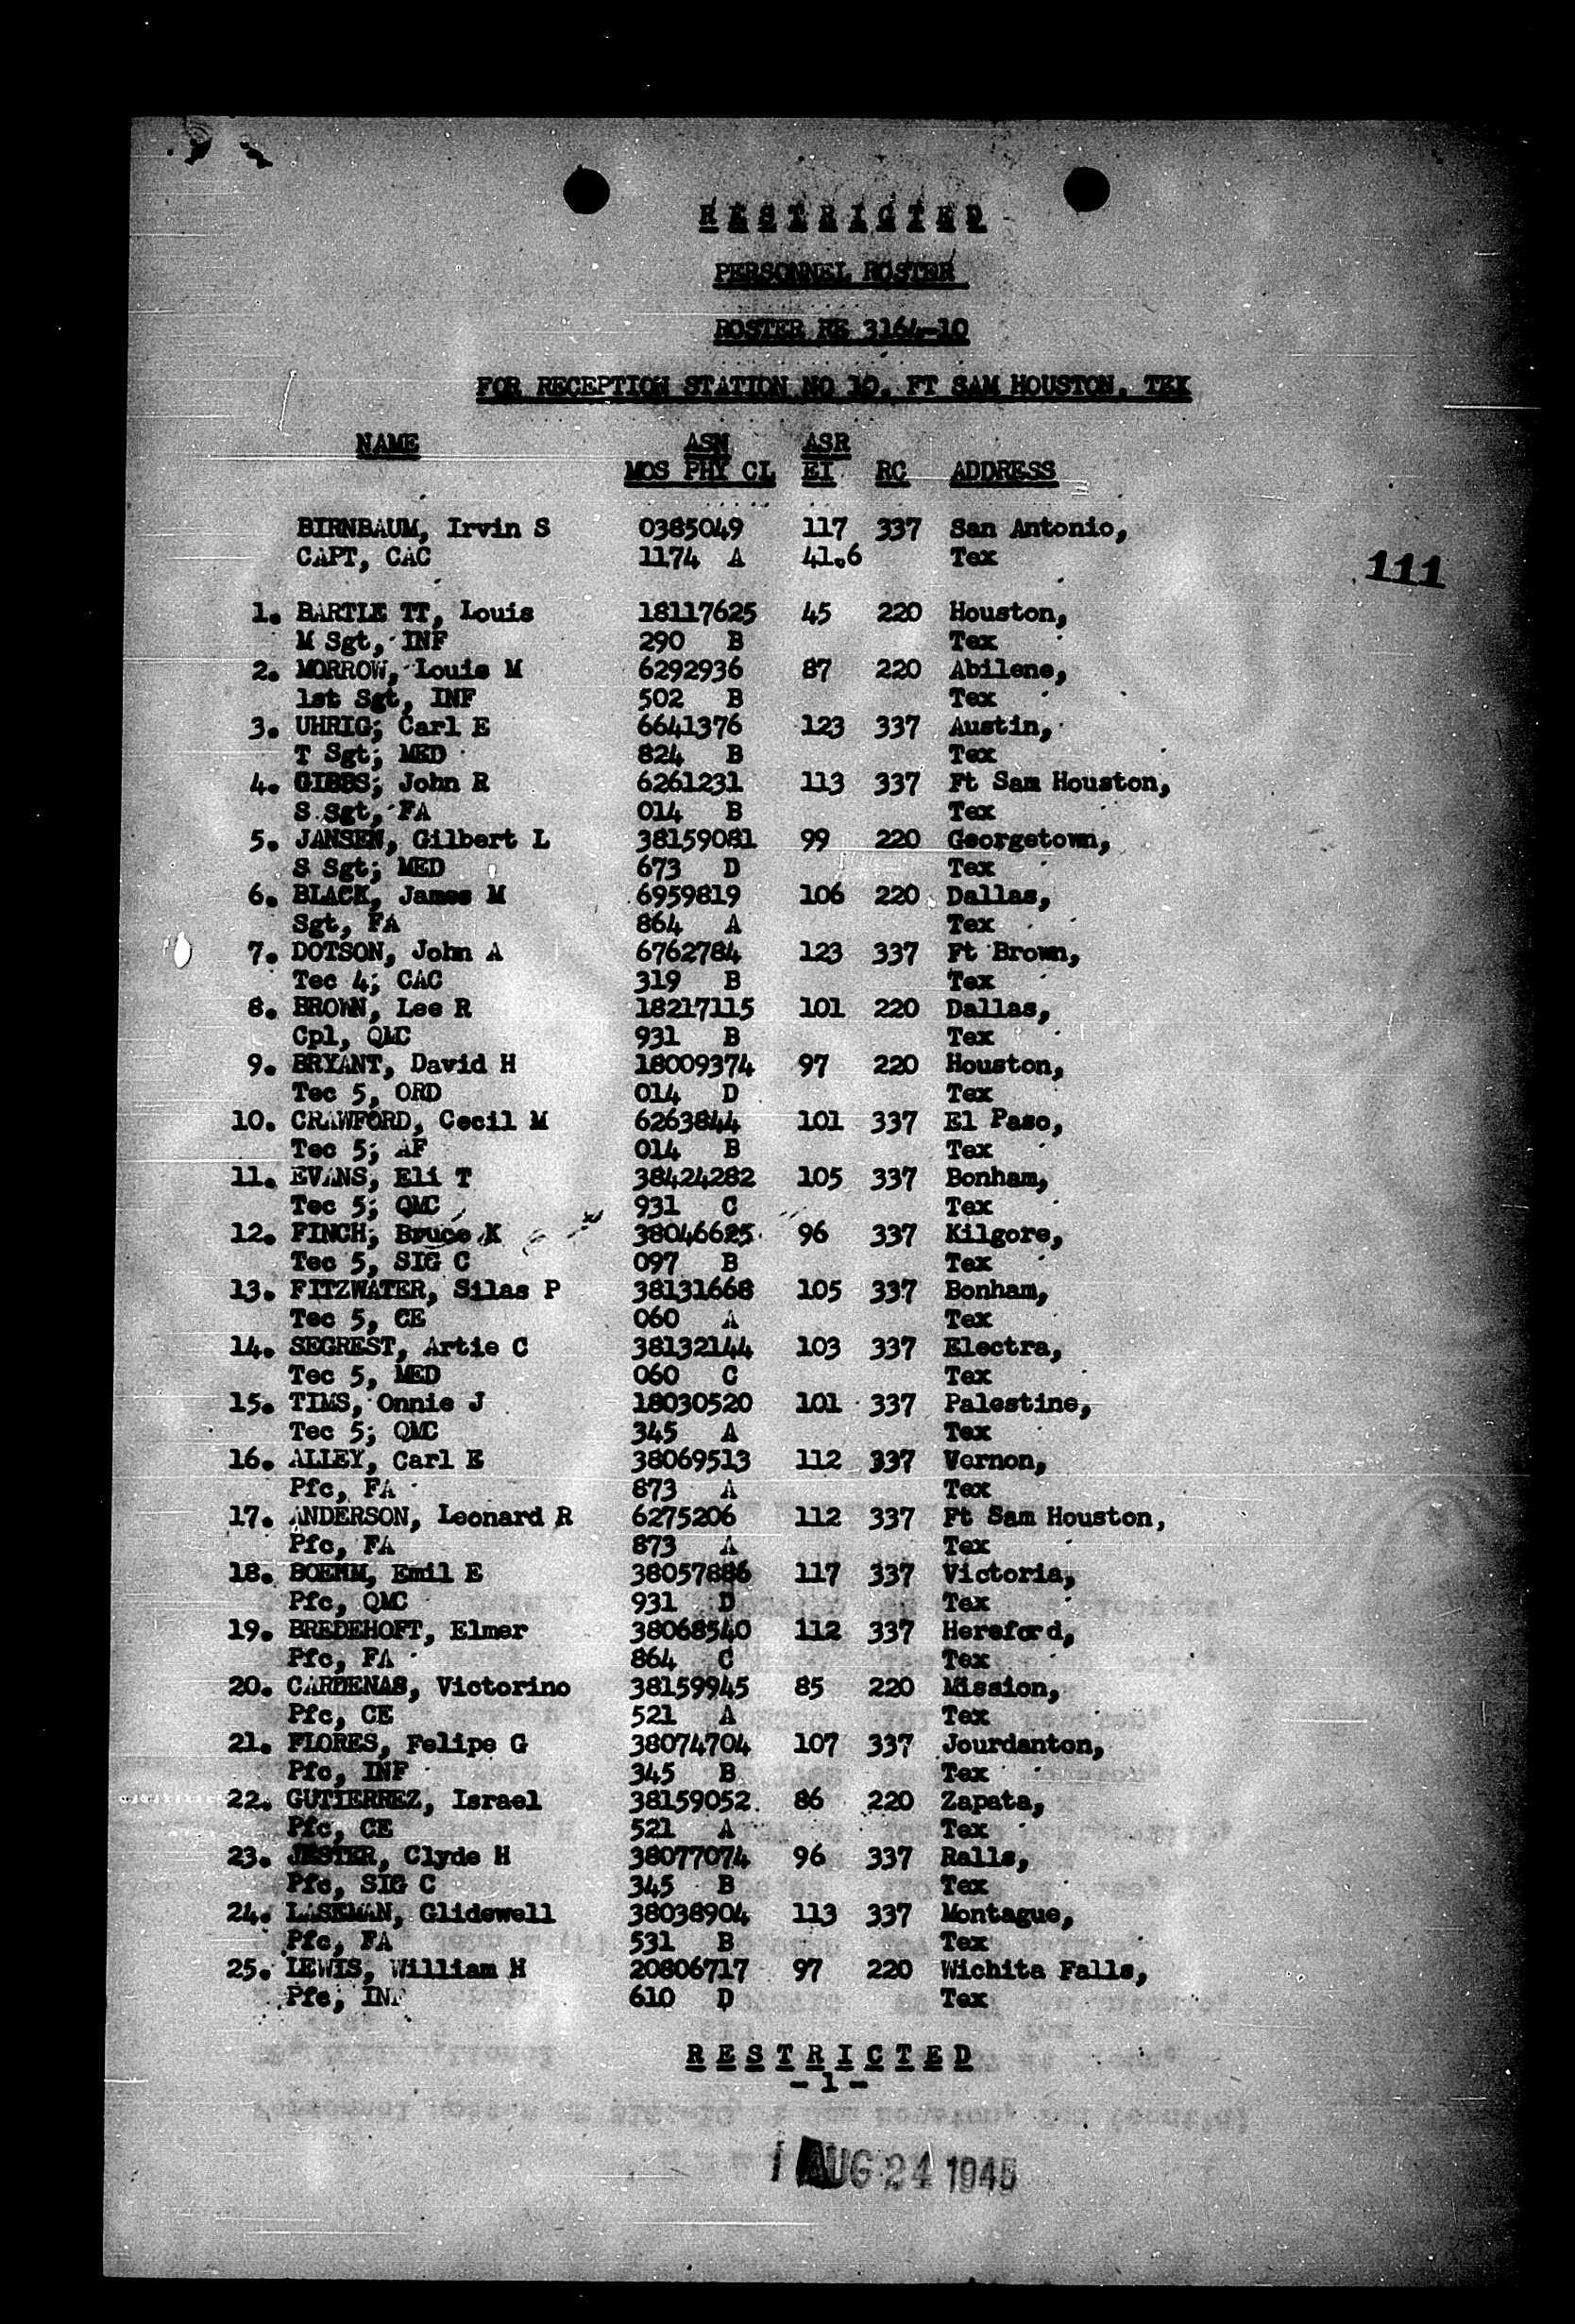 RESTRICTED
PERSONNEL ROSTER
ROSTER RE 3164-10
FOR RECEPTION STATION NO 10, FT SAM HOUSTON, TEX
NAME ASN ASR
MOS PHY CL EI RC ADDRESS
BIRNBAUM, Irvin S 0385049 117 337 San Antonio,
CAPT, CAC 1174 A 41.6 Tex
111
1. BARTLE TT, Louis 18117625 45 220 Houston,
M Sgt, INF 290 B Tex
2. MORROW, Louis M 6292936 87 220 Abilene,
1st Sgt, INF 502 B Tex
3. UHRIG; Carl E 6641376 123 337 Austin,
T Sgt; MED 824 B Tex
4. GIBBS; John R 6261231 113 337 Ft Sam Houston,
S Sgt, FA 014 B Tex
5. JANSEN, Gilbert L 38159081 99 220 Georgetown,
S Sgt; MED 673 D Tex
6. BLACK, James M 6959819 106 220 Dallas,
Sgt, FA 864 A Tex
7. DOTSON, John A 6762784 123 337 Ft Brown,
Tec 4; CAC 319 B Tex
8. BROWN, Lee R 18217115 101 220 Dallas,
Cpl, QMC 931 B Tex
9. BRYANT, David H 18009374 97 220 Houston,
Tec 5, ORD 014 D Tex
10. CRAWFORD, Cecil M 6263844 101 337 El Paso,
Tec 5; AF 014 B Tex
11. EVANS, Eli T 38424282 105 337 Bonham,
Tec 5; QMC 931 C Tex
12. FINCH; Bruce K 38046625 96 337 Kilgore,
Tec 5, SIG C 097 B Tex
13. FITZWATER, Silas P 38131668 105 337 Bonham,
Tec 5, CE 060 A Tex
14. SEGREST, Artie C 38132144 103 337 Electra,
Tec 5, MED 060 C Tex
15. TIMS, Onnie J 18030520 101 337 Palestine,
Tec 5; QMC 345 A Tex
16. ALLEY, Carl E 38069513 112 337 Vernon,
Pfc, FA 873 A Tex
17. ANDERSON, Leonard R 6275206 112 337 Ft Sam Houston,
Pfc, FA 873 A Tex
18. BOEHM, Emil E 38057886 117 337 Victoria,
Pfc, QMC 931 D Tex
19. BREDEHOFT, Elmer 38068540 112 337 Hereford,
Pfc, FA 864 C Tex
20. CARDENAS, Victorino 38159945 85 220 Mission,
Pfc, CE 521 A Tex
21. FLORES, Felipe G 38074704 107 337 Jourdanton,
Pfc, INF 345 B Tex
22. GUTIERREZ, Israel 38159052 86 220 Zapata,
Pfc, CE 521 A Tex
23. JESTER, Clyde H 38077074 96 337 Ralls,
Pfc, SIG C 345 B Tex
24. LASEMAN, Glidewell 38038904 113 337 Montague,
Pfc, FA 531 B Tex
25. LEWIS, William H 20806717 97 220 Wichita Falls,
Pfc, INF 610 D Tex
RESTRICTED
- 1 -
AUG 24 1945